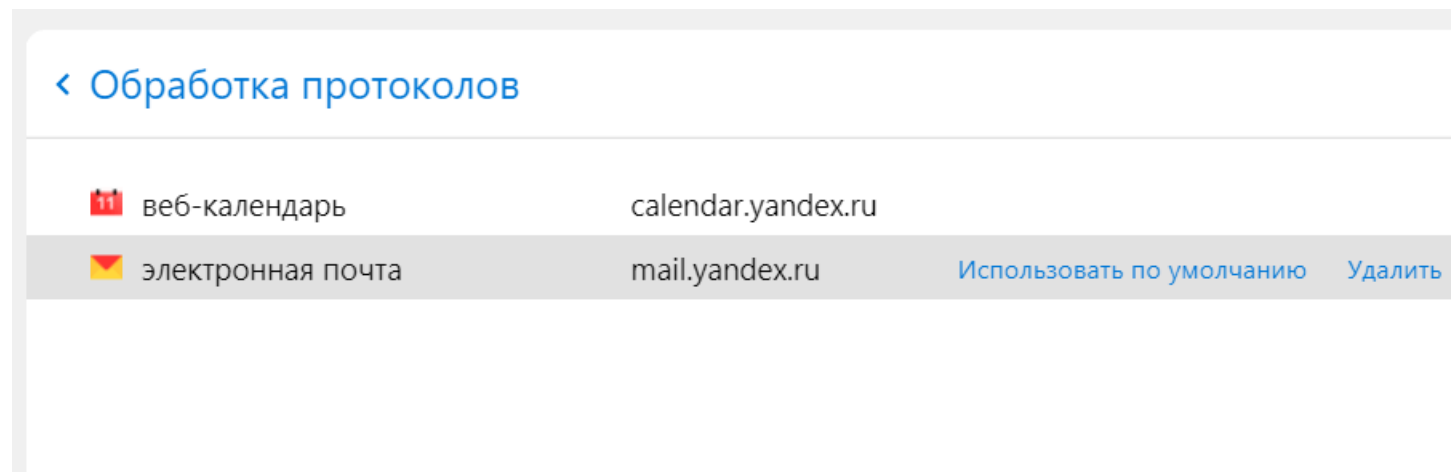 < Обработка протоколов
11 веб-календарь calendar.yandex.ru
электронная почта mail.yandex.ru Использовать по умолчанию Удалить